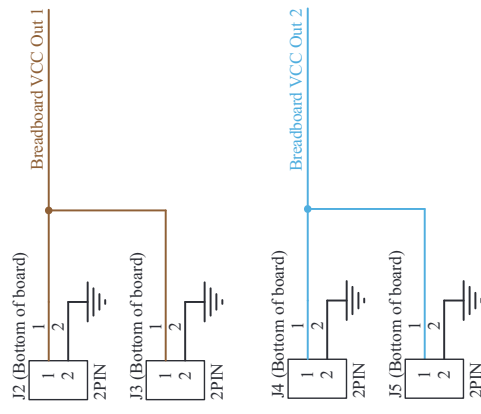 Breadboard VCC Out 1
J2 (Bottom of board)
1
2
1
2
2PIN
J3 (Bottom of board)
1
2
1
2
2PIN
Breadboard VCC Out 2
J4 (Bottom of board)
1
2
1
2
2PIN
J5 (Bottom of board)
1
2
1
2
2PIN